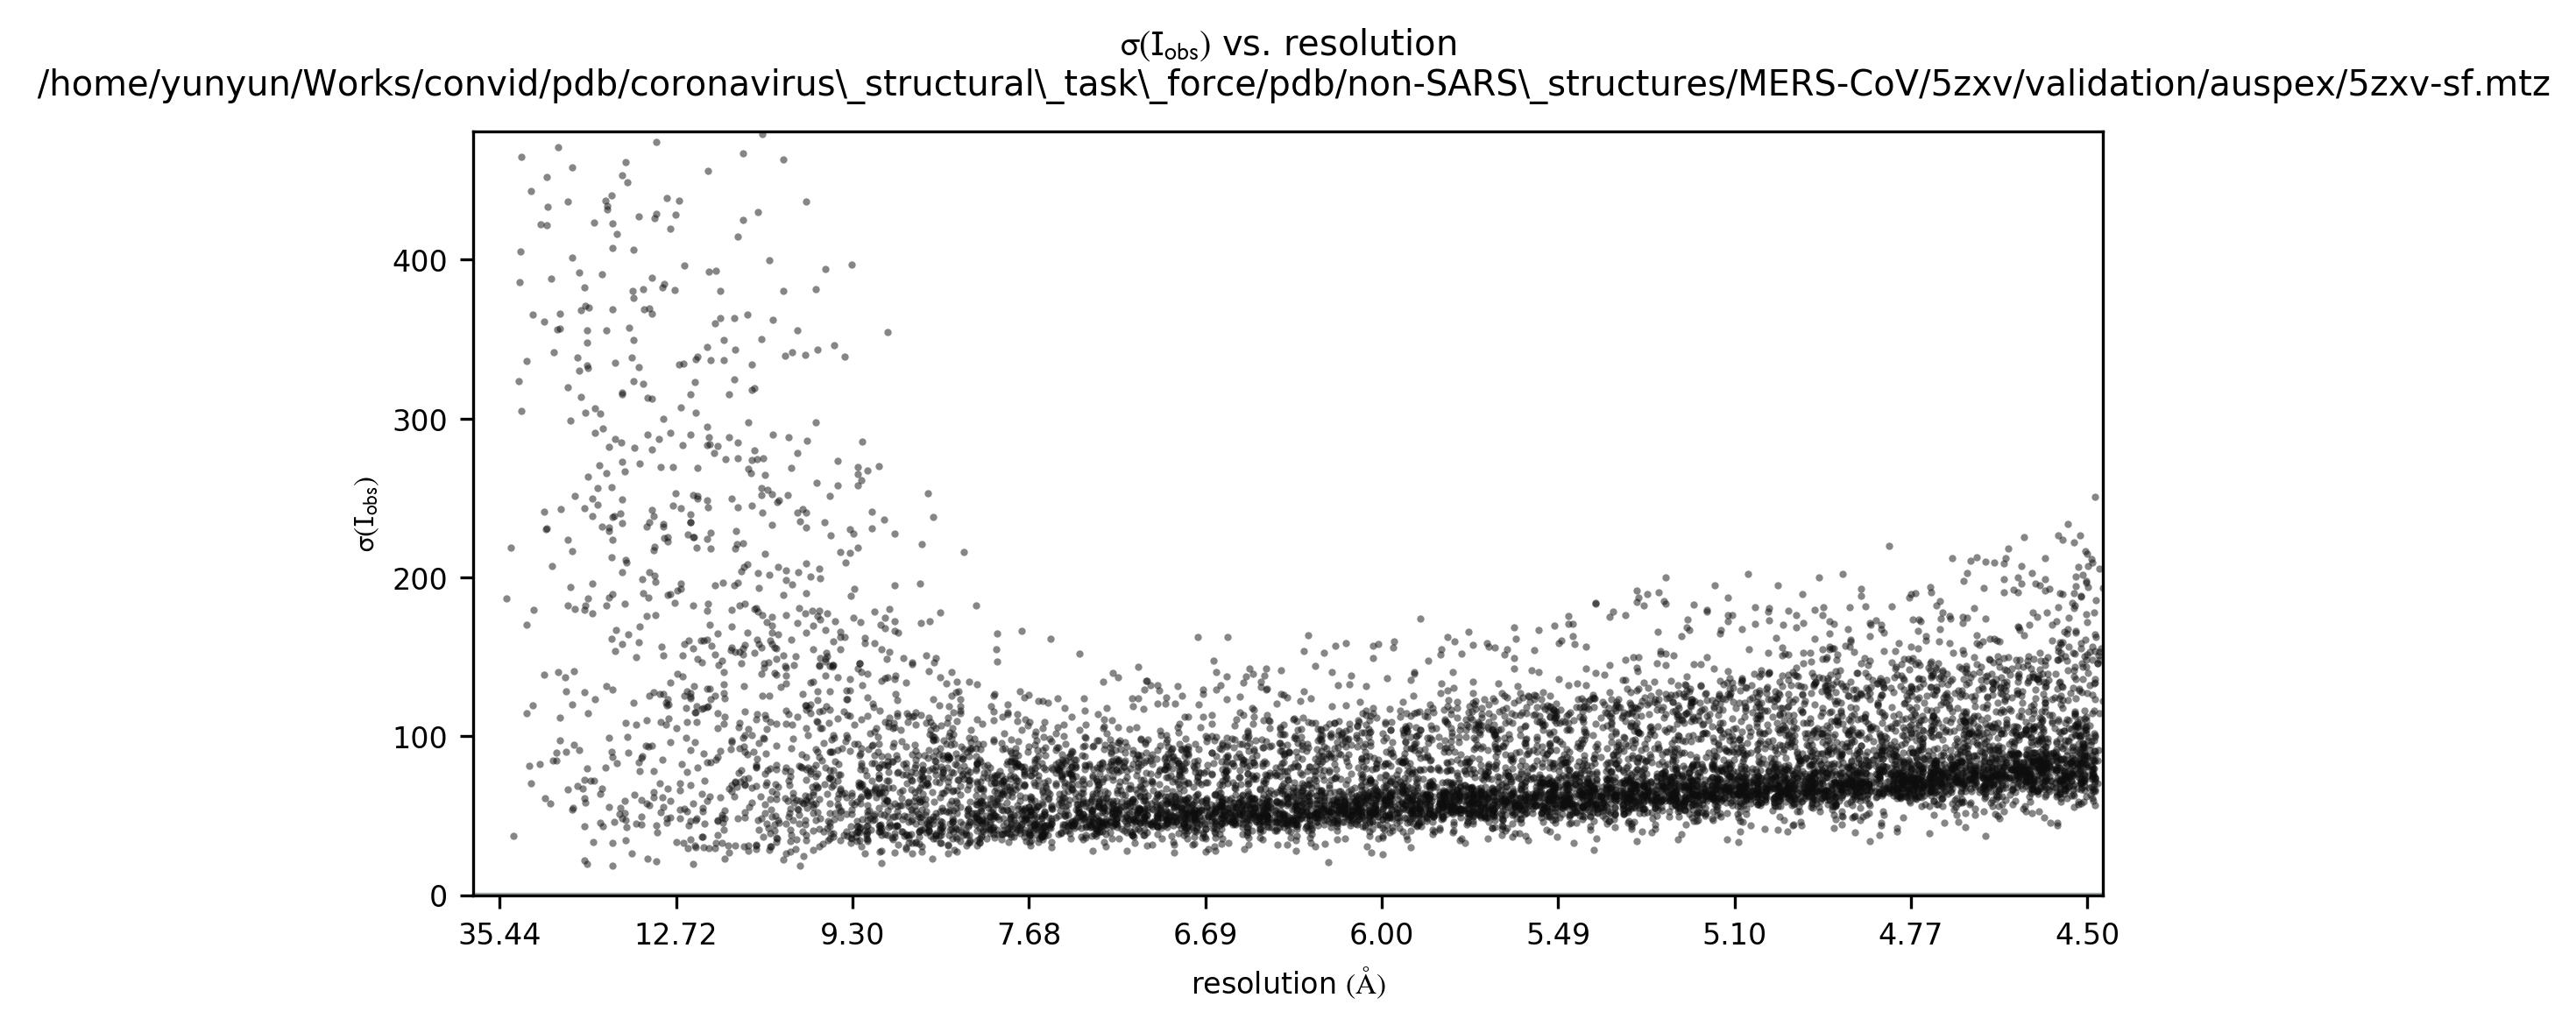 σ(I_obs) vs. resolution
/home/yunyun/Works/convid/pdb/coronavirus\_structural\_task\_force/pdb/non-SARS\_structures/MERS-CoV/5zxv/validation/auspex/5zxv-sf.mtz
σ(I_obs)
400
300
200
100
0
35.44 12.72 9.30 7.68 6.69 6.00 5.49 5.10 4.77 4.50
resolution (Å)